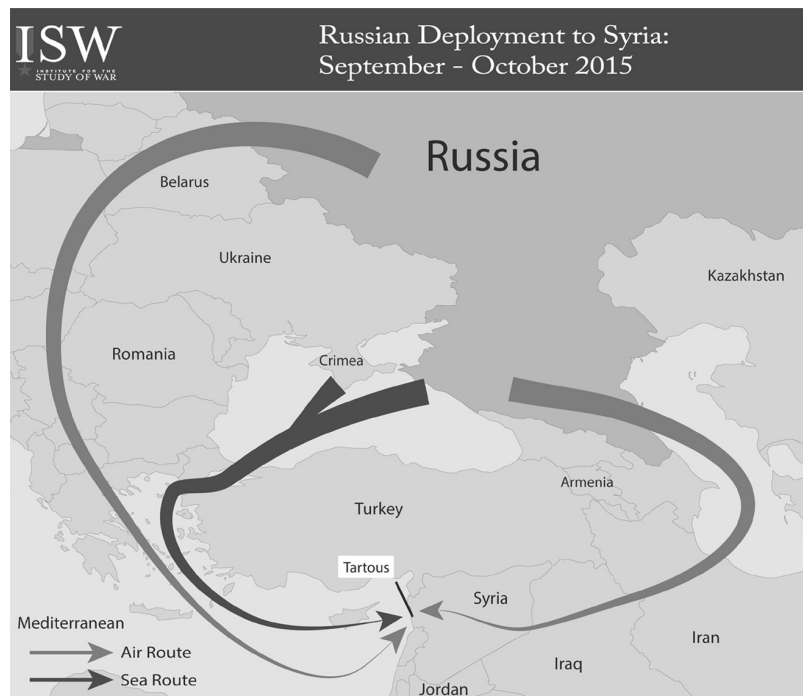 ISW
INSTITUTE FOR THE
STUDY OF WAR
Russian Deployment to Syria:
September - October 2015
Russia
Belarus
Ukraine
Kazakhstan
Romania
Crimea
Armenia
Turkey
Tartous
Syria
Mediterranean
Iran
Air Route
Iraq
Sea Route
Jordan